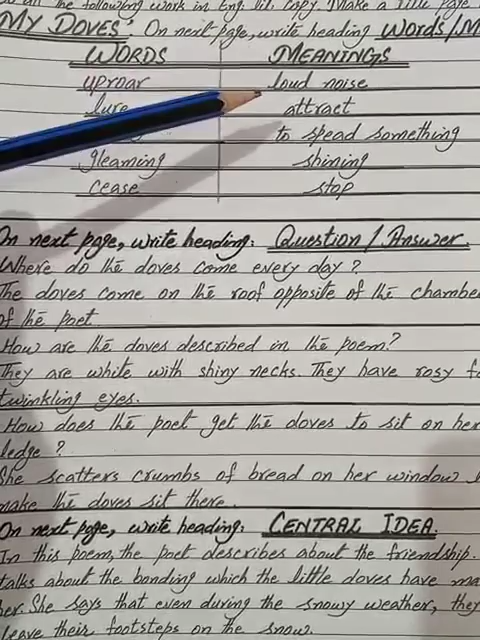 the following work in Eng. Lit. Copy. Make a Title Page
"MY DOVES". On next page, write heading Words/M
WORDS MEANINGS
uproar loud noise
lure attract
to spead something
gleaming shining
cease stop
On next page, write heading: Question / Answer.
Where do the doves come every day?
The doves come on the roof opposite of the chambe
of the poet
How are the doves described in the poem?
They are white with shiny necks. They have rosy f
twinkling eyes.
How does the poet get the doves to sit on her
ledge ?
She scatters crumbs of bread on her window l
make the doves sit there.
On next page, write heading: CENTRAL IDEA.
In this poem, the poet describes about the friendship.
talks about the bonding which the little doves have ma
her. She says that even during the snowy weather, they
leave their footsteps on the snow.